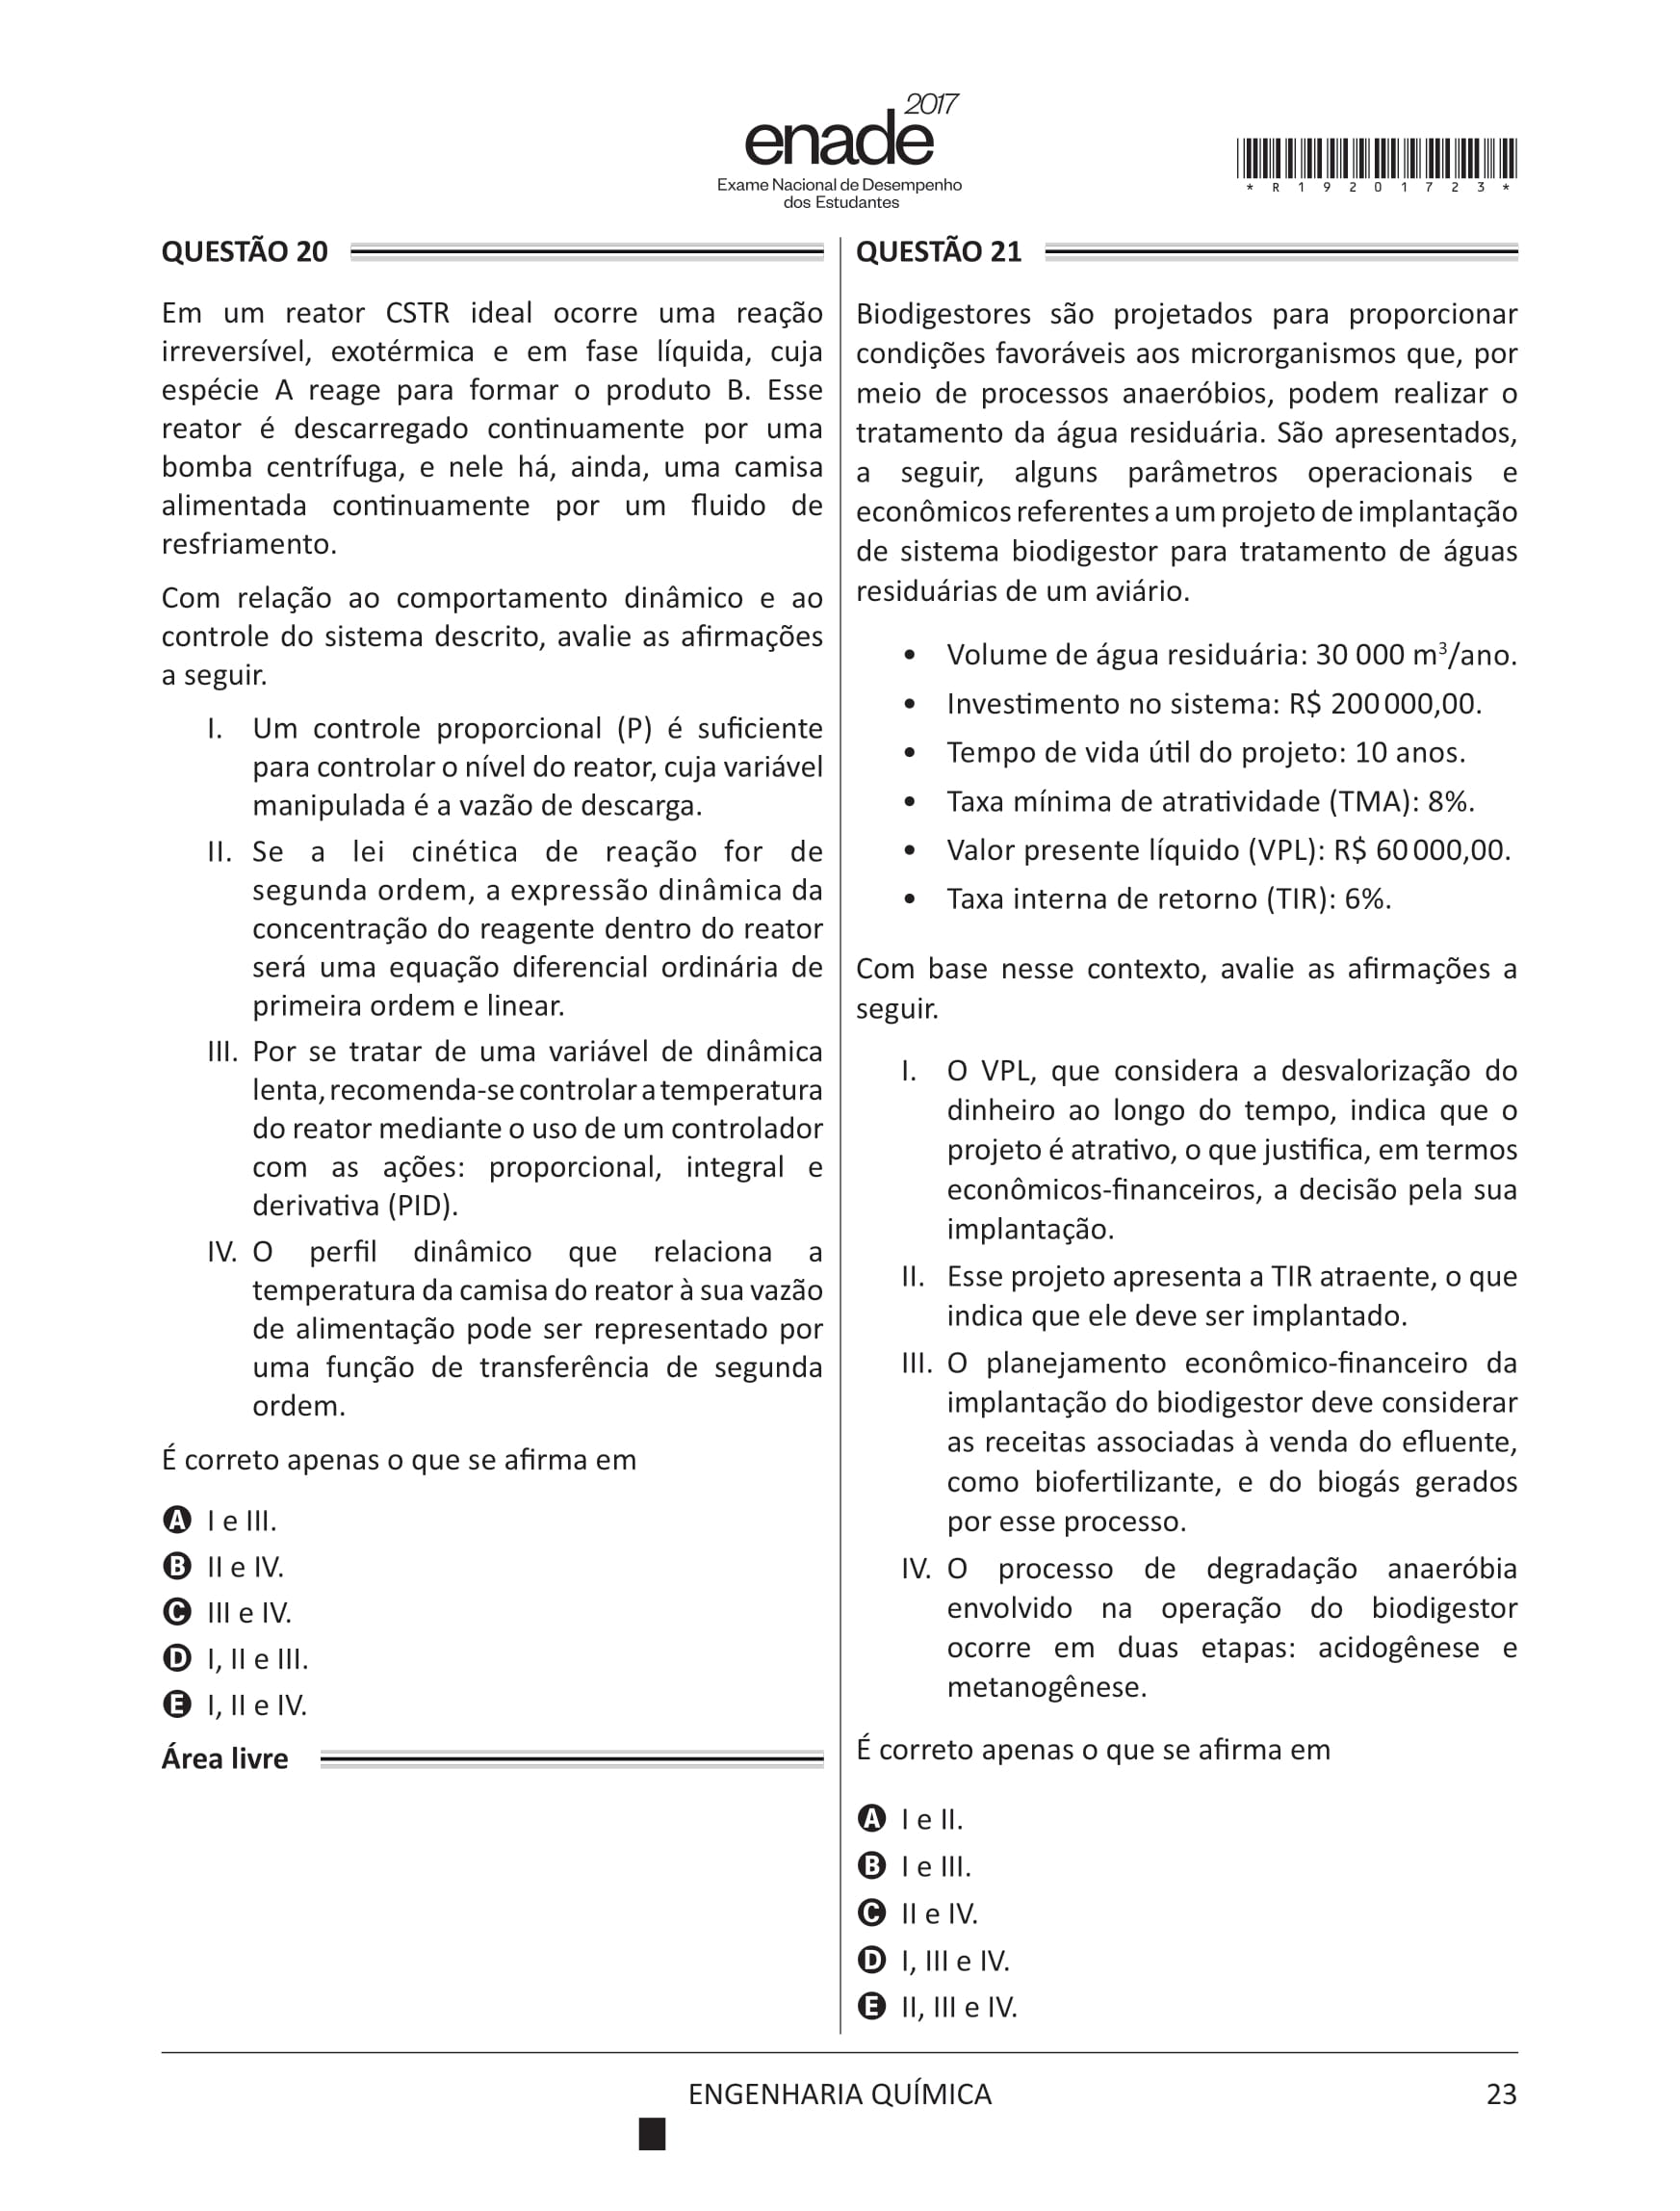 2017
enade
Exame Nacional de Desempenho
dos Estudantes
* R 1 9 2 0 1 7 2 3 *
QUESTÃO 20
Em um reator CSTR ideal ocorre uma reação
irreversível, exotérmica e em fase líquida, cuja
espécie A reage para formar o produto B. Esse
reator é descarregado continuamente por uma
bomba centrífuga, e nele há, ainda, uma camisa
alimentada continuamente por um fluido de
resfriamento.
Com relação ao comportamento dinâmico e ao
controle do sistema descrito, avalie as afirmações
a seguir.
I. Um controle proporcional (P) é suficiente
para controlar o nível do reator, cuja variável
manipulada é a vazão de descarga.
II. Se a lei cinética de reação for de
segunda ordem, a expressão dinâmica da
concentração do reagente dentro do reator
será uma equação diferencial ordinária de
primeira ordem e linear.
III. Por se tratar de uma variável de dinâmica
lenta, recomenda-se controlar a temperatura
do reator mediante o uso de um controlador
com as ações: proporcional, integral e
derivativa (PID).
IV. O perfil dinâmico que relaciona a
temperatura da camisa do reator à sua vazão
de alimentação pode ser representado por
uma função de transferência de segunda
ordem.
É correto apenas o que se afirma em
A I e III.
B II e IV.
C III e IV.
D I, II e III.
E I, II e IV.
Área livre
QUESTÃO 21
Biodigestores são projetados para proporcionar
condições favoráveis aos microrganismos que, por
meio de processos anaeróbios, podem realizar o
tratamento da água residuária. São apresentados,
a seguir, alguns parâmetros operacionais e
econômicos referentes a um projeto de implantação
de sistema biodigestor para tratamento de águas
residuárias de um aviário.
• Volume de água residuária: 30 000 m³/ano.
• Investimento no sistema: R$ 200 000,00.
• Tempo de vida útil do projeto: 10 anos.
• Taxa mínima de atratividade (TMA): 8%.
• Valor presente líquido (VPL): R$ 60 000,00.
• Taxa interna de retorno (TIR): 6%.
Com base nesse contexto, avalie as afirmações a
seguir.
I. O VPL, que considera a desvalorização do
dinheiro ao longo do tempo, indica que o
projeto é atrativo, o que justifica, em termos
econômicos-financeiros, a decisão pela sua
implantação.
II. Esse projeto apresenta a TIR atraente, o que
indica que ele deve ser implantado.
III. O planejamento econômico-financeiro da
implantação do biodigestor deve considerar
as receitas associadas à venda do efluente,
como biofertilizante, e do biogás gerados
por esse processo.
IV. O processo de degradação anaeróbia
envolvido na operação do biodigestor
ocorre em duas etapas: acidogênese e
metanogênese.
É correto apenas o que se afirma em
A I e II.
B I e III.
C II e IV.
D I, III e IV.
E II, III e IV.
ENGENHARIA QUÍMICA
23